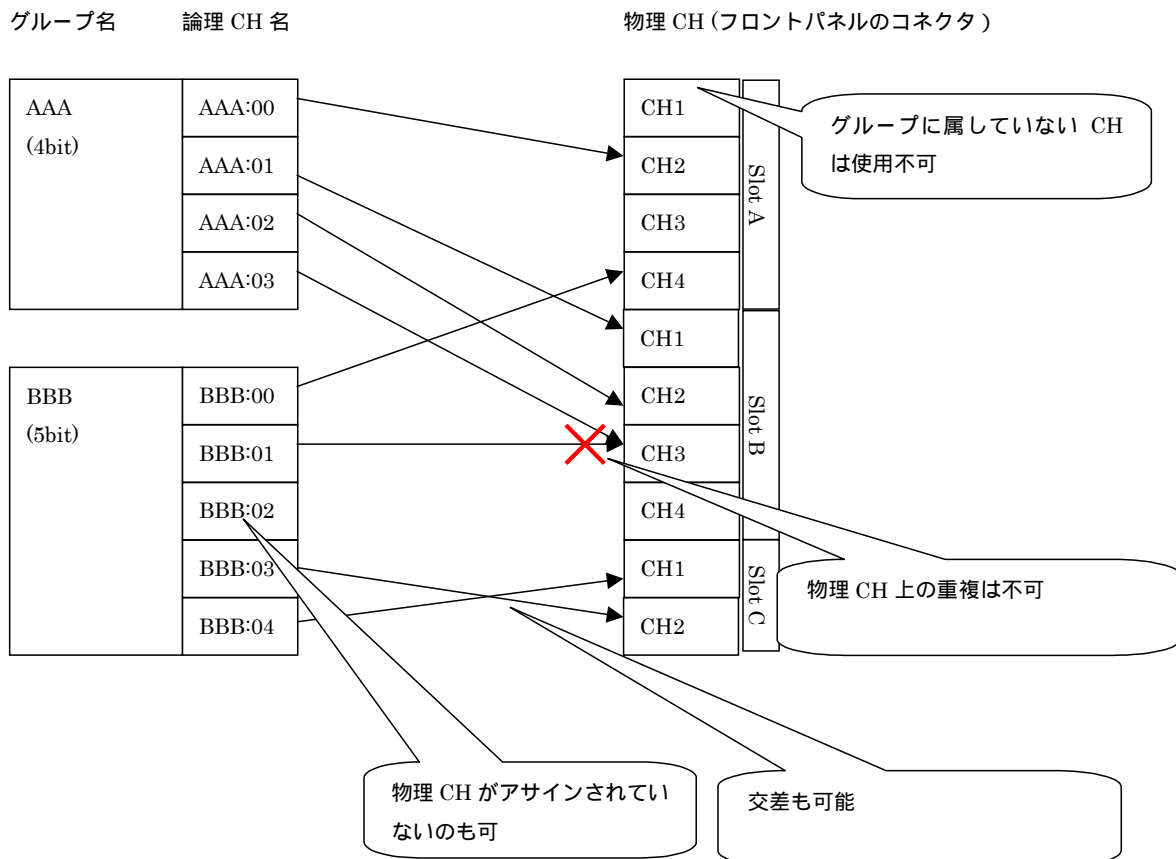 グループ名
論理 CH 名
物理 CH (フロントパネルのコネクタ )
AAA
(4bit)
AAA:00
AAA:01
AAA:02
AAA:03
BBB
(5bit)
BBB:00
BBB:01
BBB:02
BBB:03
BBB:04
CH1
CH2
CH3
CH4
Slot A
CH1
CH2
CH3
CH4
Slot B
CH1
CH2
Slot C
グループに属していない CH
は使用不可
物理 CH 上の重複は不可
物理 CH がアサインされてい
ないのも可
交差も可能